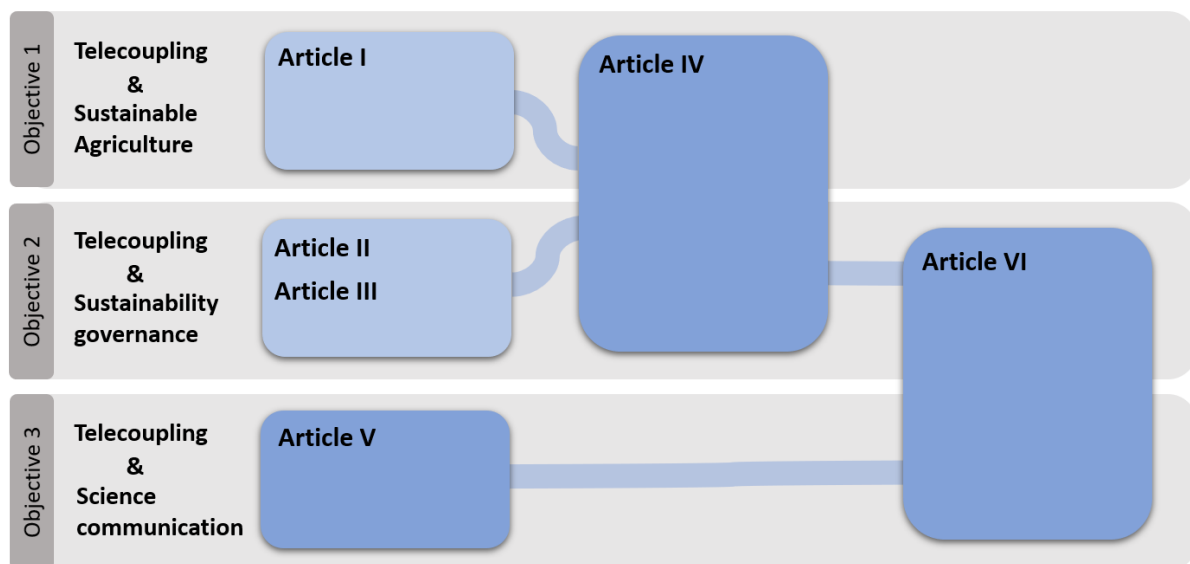 Objective 1
Telecoupling
&
Sustainable
Agriculture
Article I
Article IV
Objective 2
Telecoupling
&
Sustainability
governance
Article II
Article III
Article VI
Objective 3
Telecoupling
&
Science
communication
Article V